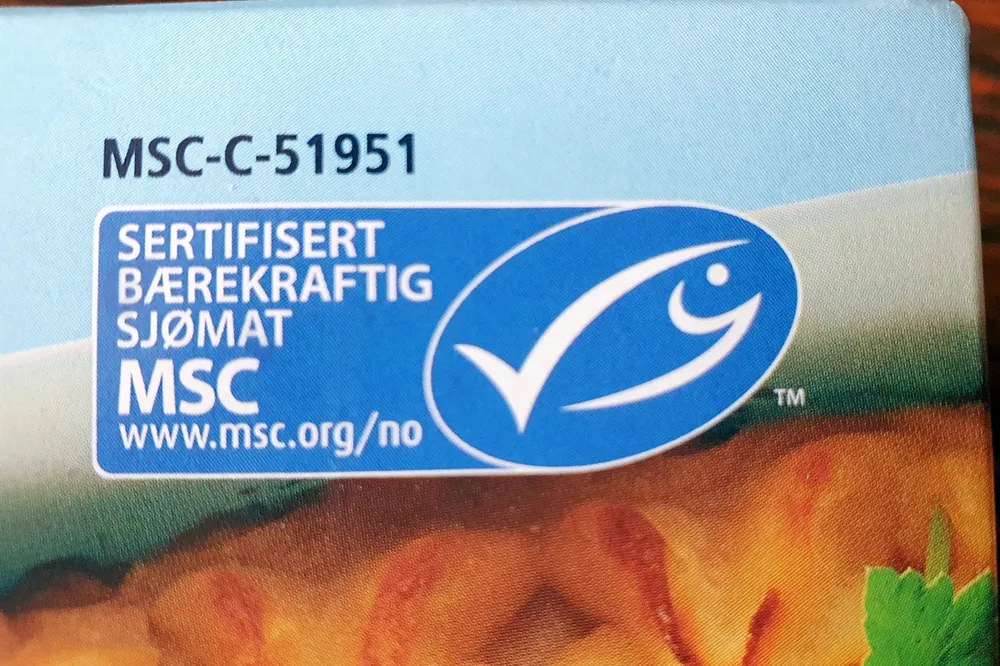 MSC-C-51951
SERTIFISERT
BÆREKRAFTIG
SJØMAT
MSC
www.msc.org/no
TM